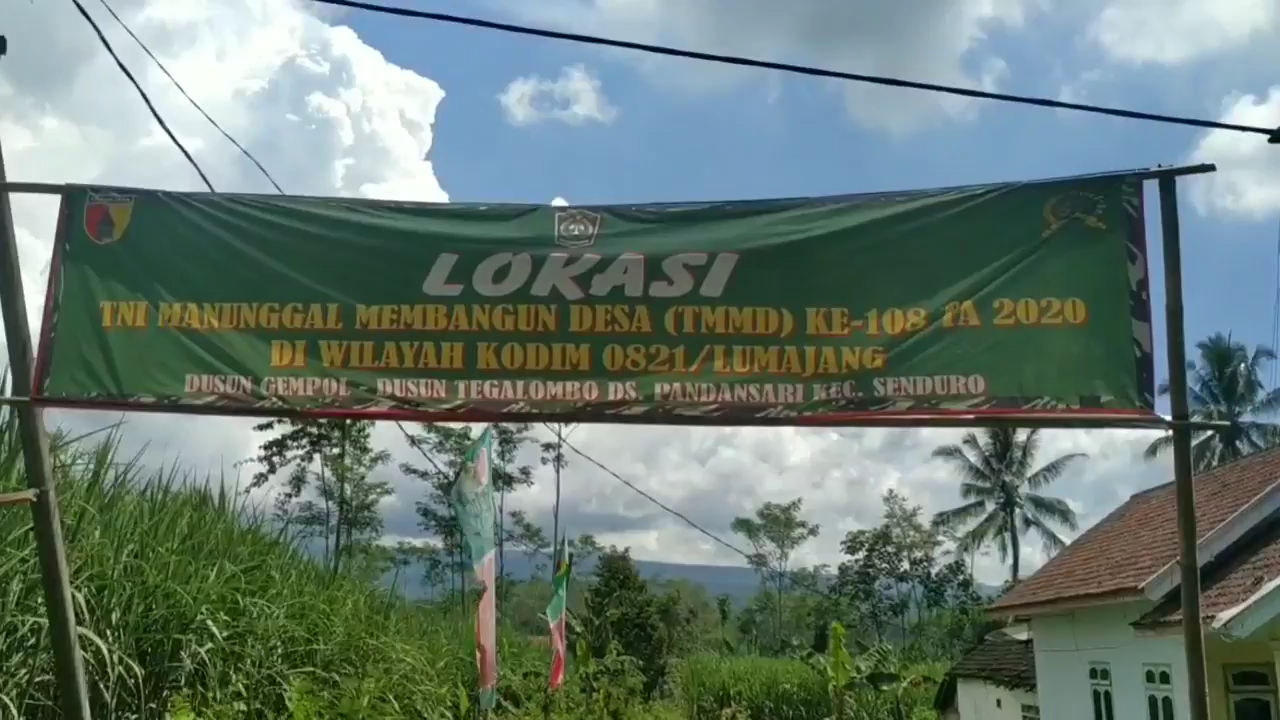 LOKASI
TNI MANUNGGAL MEMBANGUN DESA (TMMD) KE-108 TA 2020
DI WILAYAH KODIM 0821/LUMAJANG
DUSUN GEMPOL - DUSUN TEGALOMBO DS. PANDANSARI KEC. SENDURO